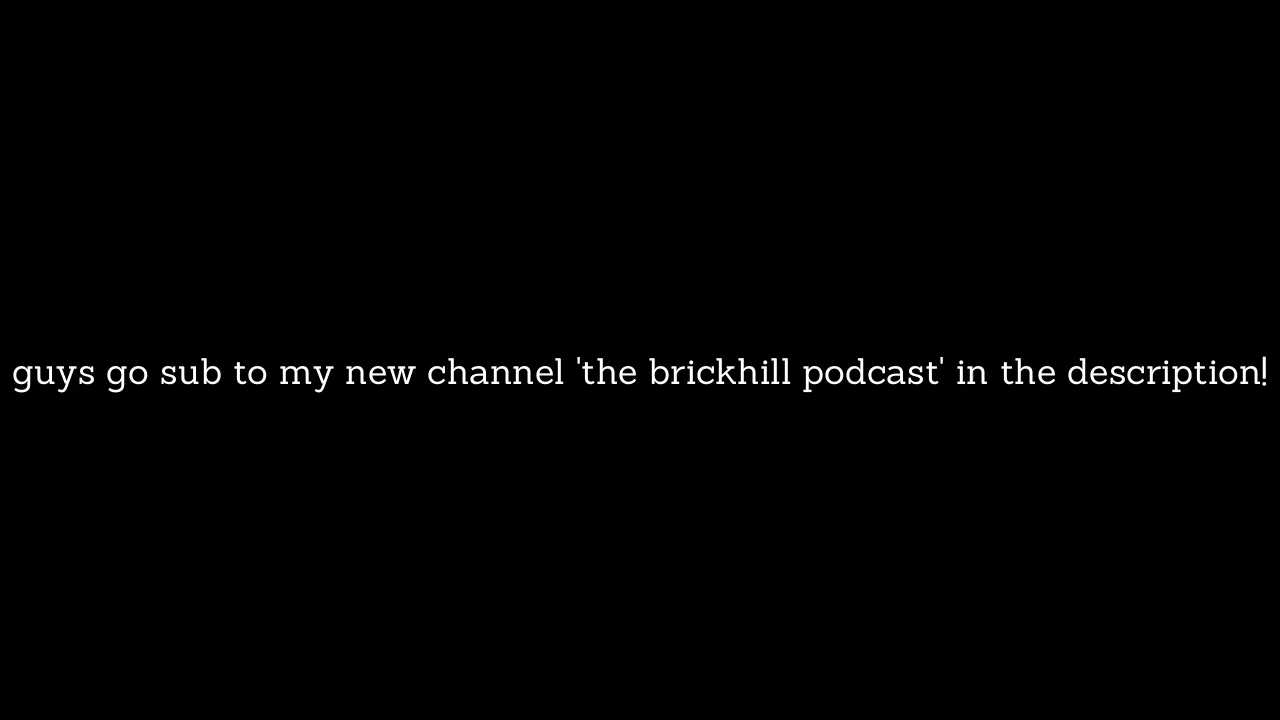 guys go sub to my new channel 'the brickhill podcast' in the description!